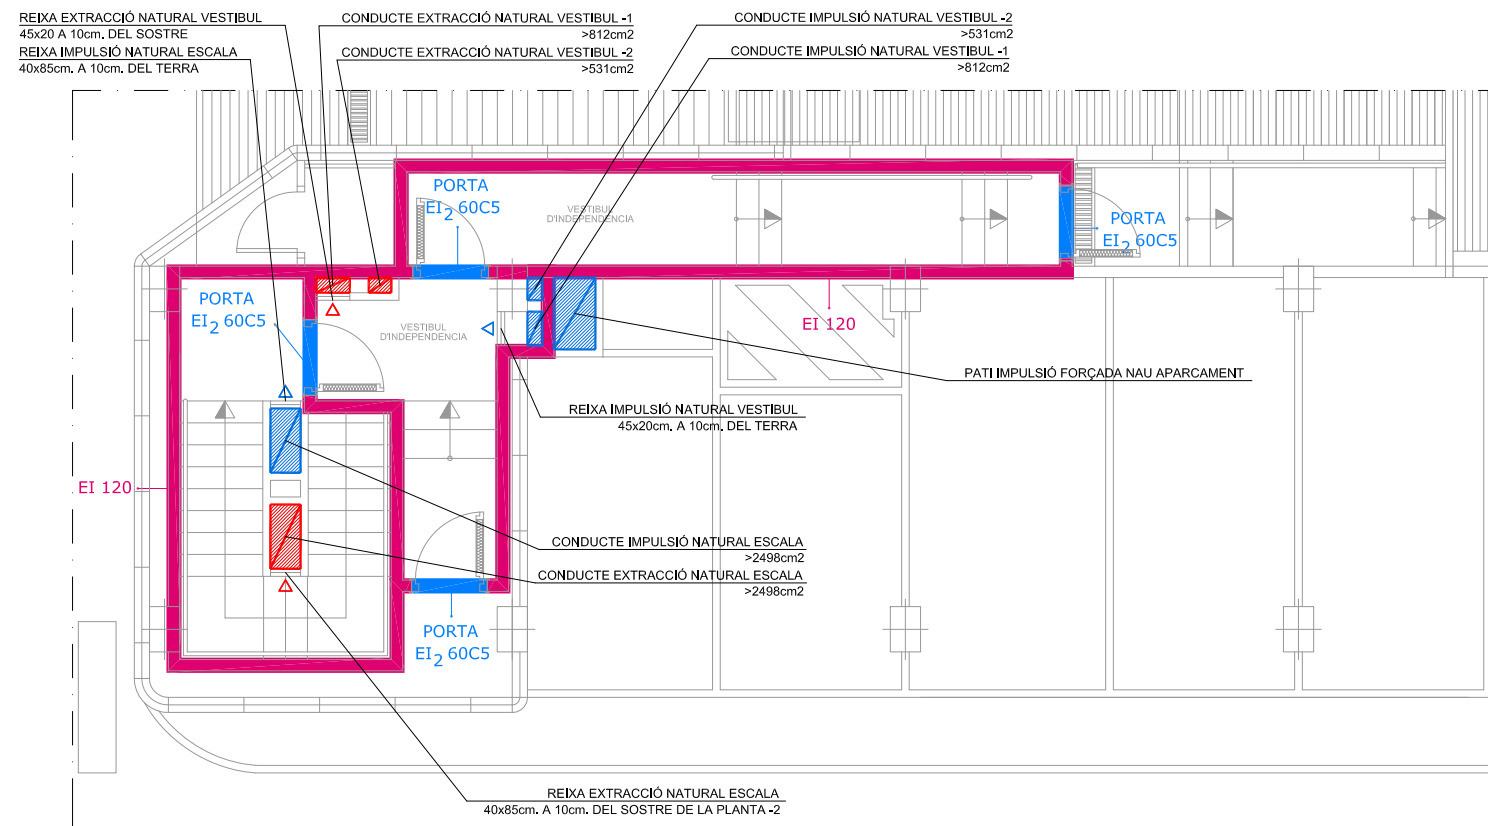 REIXA EXTRACCIÓ NATURAL VESTIBUL
45x20 A 10cm. DEL SOSTRE
REIXA IMPULSIÓ NATURAL ESCALA
40x85cm. A 10cm. DEL TERRA
CONDUCTE EXTRACCIÓ NATURAL VESTIBUL -1
>812cm2
CONDUCTE EXTRACCIÓ NATURAL VESTIBUL -2
>531cm2
CONDUCTE IMPULSIÓ NATURAL VESTIBUL -2
>531cm2
CONDUCTE IMPULSIÓ NATURAL VESTIBUL -1
>812cm2
PORTA
EI2 60C5
VESTIBUL
D'INDEPENDENCIA
PORTA
EI2 60C5
PORTA
EI2 60C5
VESTIBUL
D'INDEPENDENCIA
EI 120
PATI IMPULSIÓ FORÇADA NAU APARCAMENT
REIXA IMPULSIÓ NATURAL VESTIBUL
45x20cm. A 10cm. DEL TERRA
EI 120
CONDUCTE IMPULSIÓ NATURAL ESCALA
>2498cm2
CONDUCTE EXTRACCIÓ NATURAL ESCALA
>2498cm2
PORTA
EI2 60C5
REIXA EXTRACCIÓ NATURAL ESCALA
40x85cm. A 10cm. DEL SOSTRE DE LA PLANTA -2